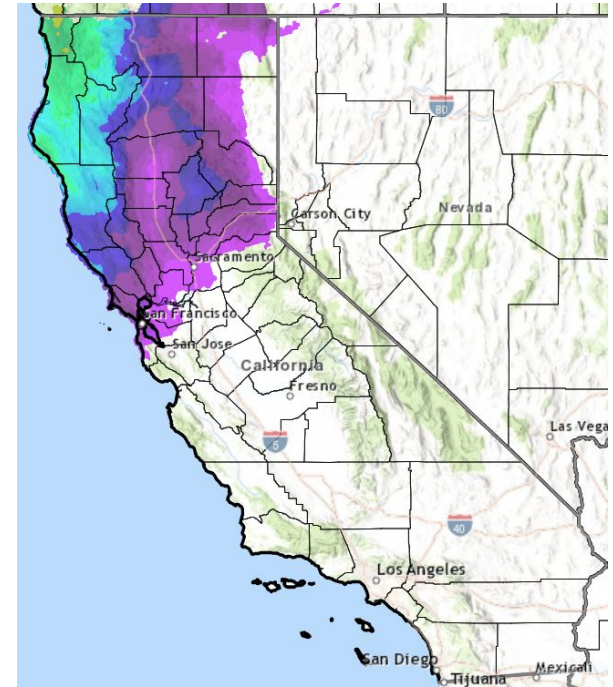 80
Carson City
Nevada
Sacramento
San Francisco
San Jose
California
Fresno
5
Las Vega
40
Los Angeles
San Diego
Tijuana
Mexicali